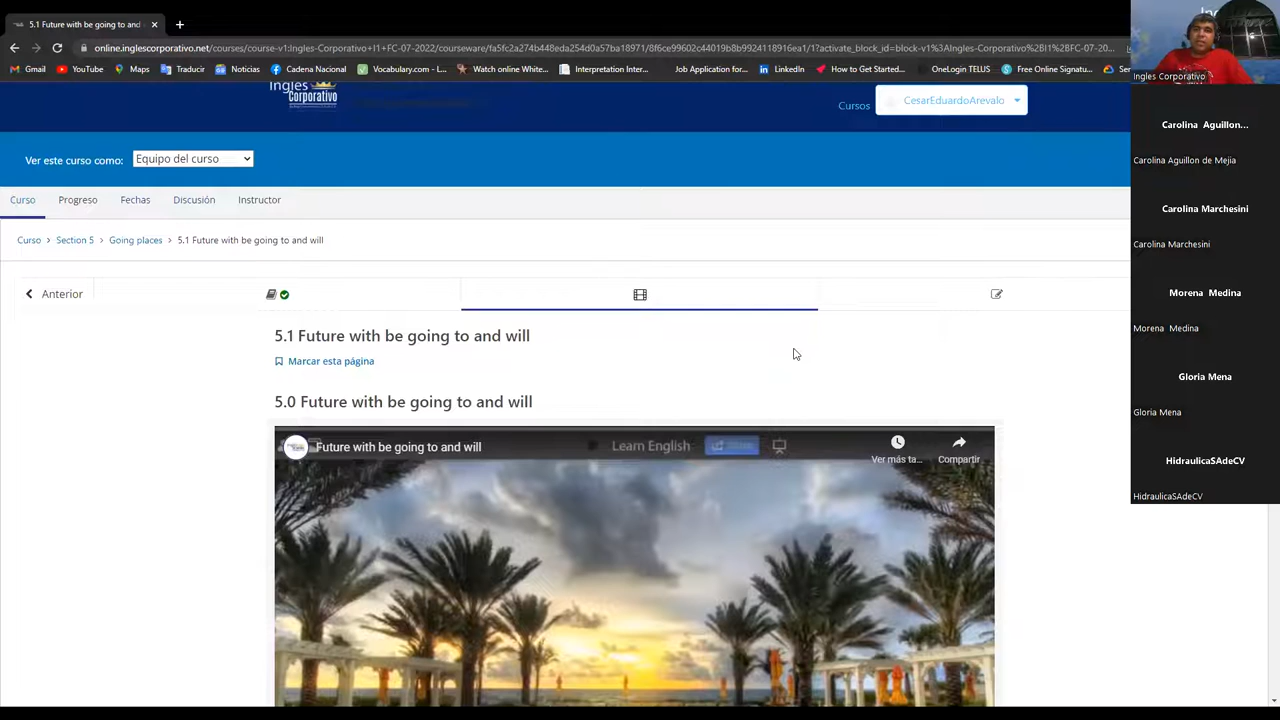 5.1 Future with be going to and
online.inglescorporativo.net/courses/course-v1:Ingles-Corporativo+I1+FC-07-2022/courseware/fa5fc2a274b448eda254d0a57ba18971/8f6ce99602c44019b8b9924118916ea1/1?activate_block_id=block-v1%3AIngles-Corporativo%2BI1%2BFC-07-20...
Gmail
YouTube
Maps
Traducir
Noticias
Cadena Nacional
Vocabulary.com - L...
Watch online White...
Interpretation Inter...
Job Application for...
LinkedIn
How to Get Started...
OneLogin TELUS
Free Online Signatu...
Ingles
Corporativo
Cursos
CesarEduardoArevalo
Ver este curso como:
Equipo del curso
Curso
Progreso
Fechas
Discusión
Instructor
Curso > Section 5 > Going places > 5.1 Future with be going to and will
Anterior
5.1 Future with be going to and will
Marcar esta página
5.0 Future with be going to and will
Future with be going to and will
Learn English
Ver más ta...
Compartir
Ingles Corporativo
Carolina Aguillon...
Carolina Aguillon de Mejia
Carolina Marchesini
Carolina Marchesini
Morena Medina
Morena Medina
Gloria Mena
Gloria Mena
HidraulicaSAdeCV
HidraulicaSAdeCV